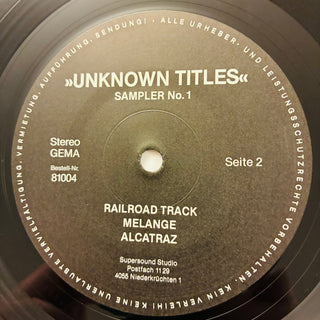 ALLE URHEBER- UND LEISTUNGSSCHUTZRECHTE VORBEHALTEN. KEIN VERLEIH! KEINE UNERLAUBTE VERVIELFÄLTIGUNG, VERMIETUNG, AUFFÜHRUNG, SENDUNG! •
»UNKNOWN TITLES«
SAMPLER No. 1
Stereo
GEMA
Bestell-Nr.
81004
Seite 2
RAILROAD TRACK
MELANGE
ALCATRAZ
Supersound Studio
Postfach 11 29
4055 Niederkrüchten 1